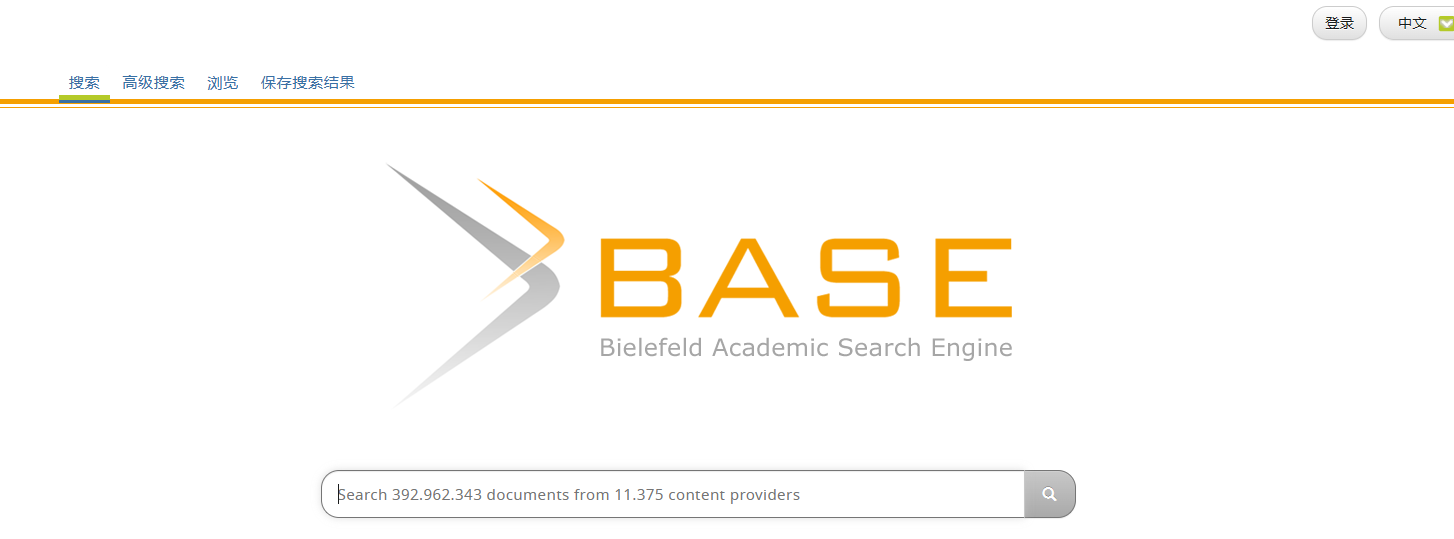 登录
中文
搜索
高级搜索
浏览
保存搜索结果
BASE
Bielefeld Academic Search Engine
Search 392.962.343 documents from 11.375 content providers